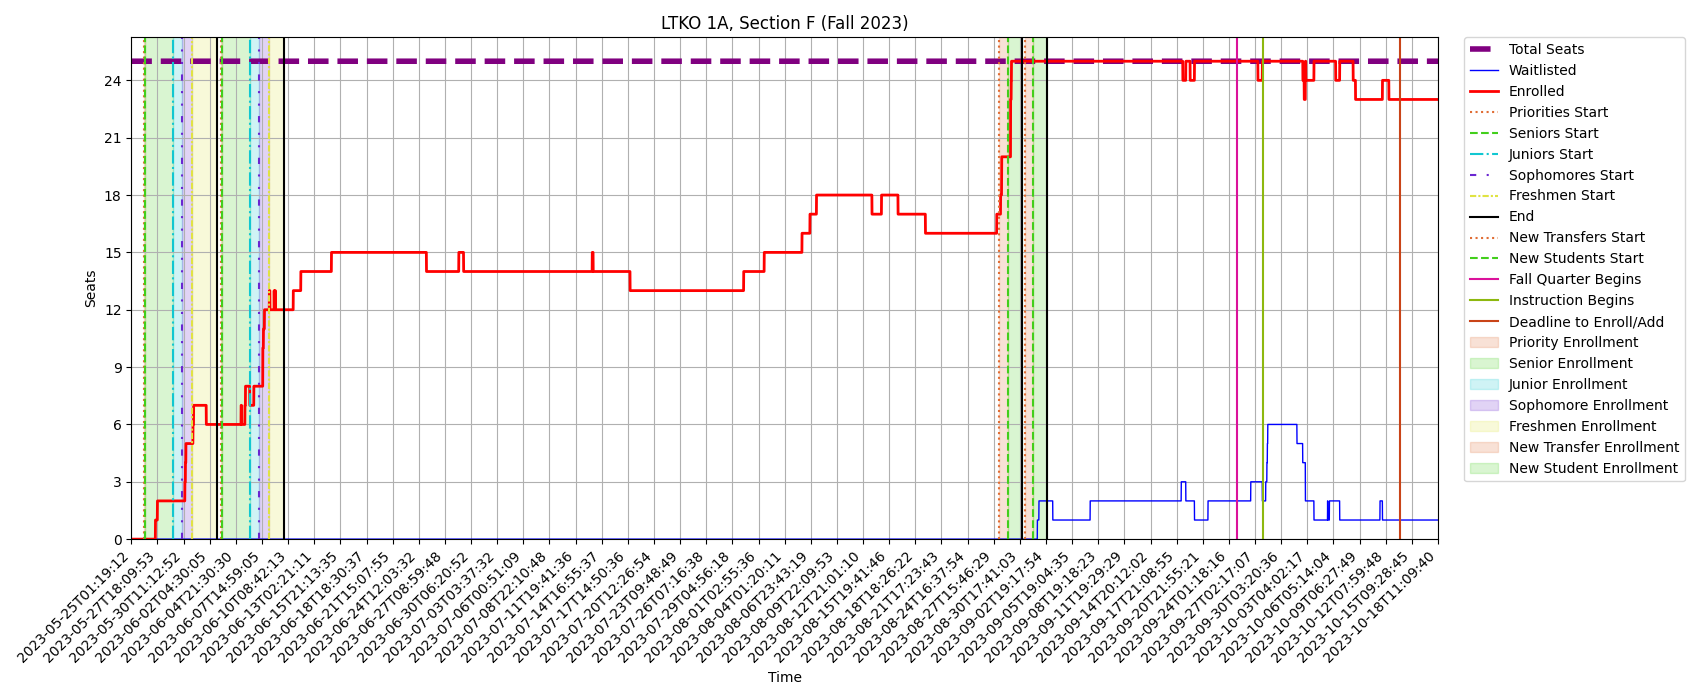 LTKO 1A, Section F (Fall 2023)
Seats
24
21
18
15
12
9
6
3
0
2023-05-25T01:19:12
2023-05-27T18:09:53
2023-05-30T11:12:52
2023-06-02T04:30:05
2023-06-04T21:30:30
2023-06-07T14:59:05
2023-06-10T08:42:13
2023-06-13T02:21:11
2023-06-15T21:13:35
2023-06-18T18:30:37
2023-06-21T15:07:55
2023-06-24T12:03:32
2023-06-27T08:59:48
2023-06-30T06:20:52
2023-07-03T03:37:32
2023-07-06T00:51:09
2023-07-08T22:10:48
2023-07-11T19:41:36
2023-07-14T16:55:37
2023-07-17T14:50:36
2023-07-20T12:26:54
2023-07-23T09:48:49
2023-07-26T07:16:38
2023-07-29T04:56:18
2023-08-01T02:55:36
2023-08-04T01:20:11
2023-08-06T23:43:19
2023-08-09T22:09:53
2023-08-12T21:01:10
2023-08-15T19:41:46
2023-08-18T18:26:22
2023-08-21T17:23:43
2023-08-24T16:37:54
2023-08-27T15:46:29
2023-08-30T17:41:03
2023-09-02T19:17:54
2023-09-05T19:04:35
2023-09-08T19:18:23
2023-09-11T19:29:29
2023-09-14T20:12:02
2023-09-17T21:08:55
2023-09-20T21:55:21
2023-09-24T01:18:16
2023-09-27T02:17:07
2023-09-30T03:20:36
2023-10-03T04:02:17
2023-10-06T05:14:04
2023-10-09T06:27:49
2023-10-12T07:59:48
2023-10-15T09:28:45
2023-10-18T11:09:40
Time
Total Seats
Waitlisted
Enrolled
Priorities Start
Seniors Start
Juniors Start
Sophomores Start
Freshmen Start
End
New Transfers Start
New Students Start
Fall Quarter Begins
Instruction Begins
Deadline to Enroll/Add
Priority Enrollment
Senior Enrollment
Junior Enrollment
Sophomore Enrollment
Freshmen Enrollment
New Transfer Enrollment
New Student Enrollment